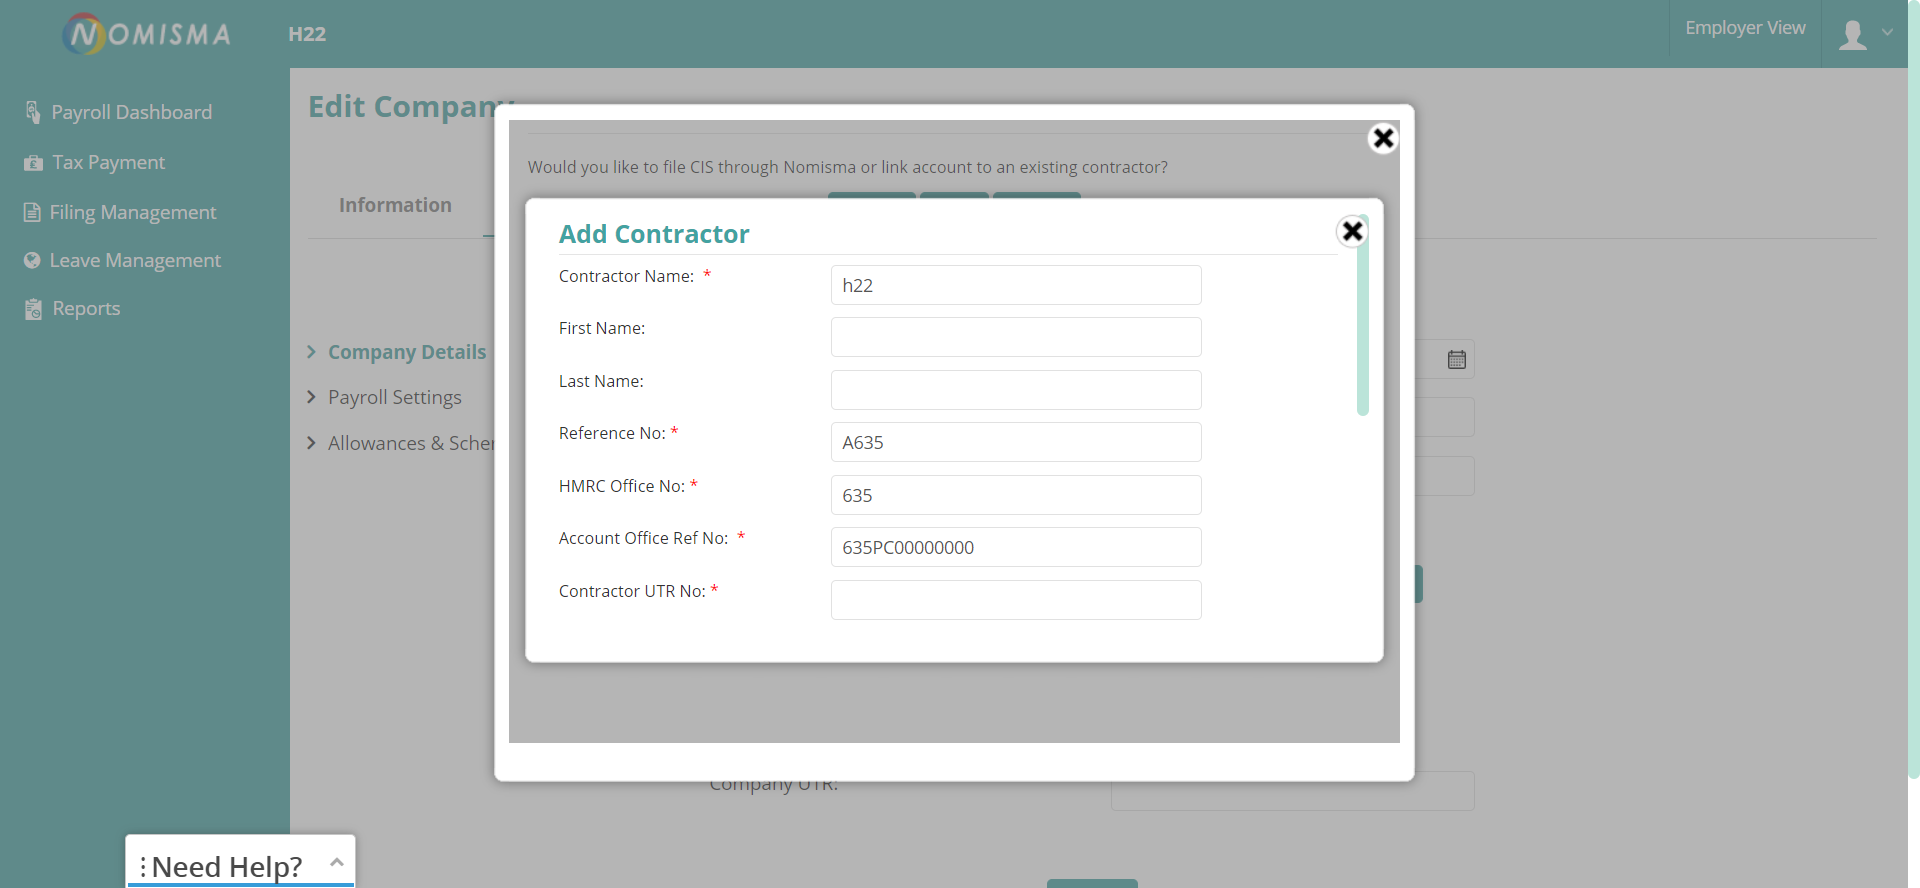 NOMISMA
H22
Employer View
Payroll Dashboard
Tax Payment
Filing Management
Leave Management
Reports
Edit Company
Information
Company Details
Payroll Settings
Allowances &
Would you like to file CIS through Nomisma or link account to an existing contractor?
Add Contractor
Contractor Name: *
h22
First Name:
Last Name:
Reference No: *
A635
HMRC Office No: *
635
Account Office Ref No: *
635PC00000000
Contractor UTR No: *
Company UTR:
Need Help?